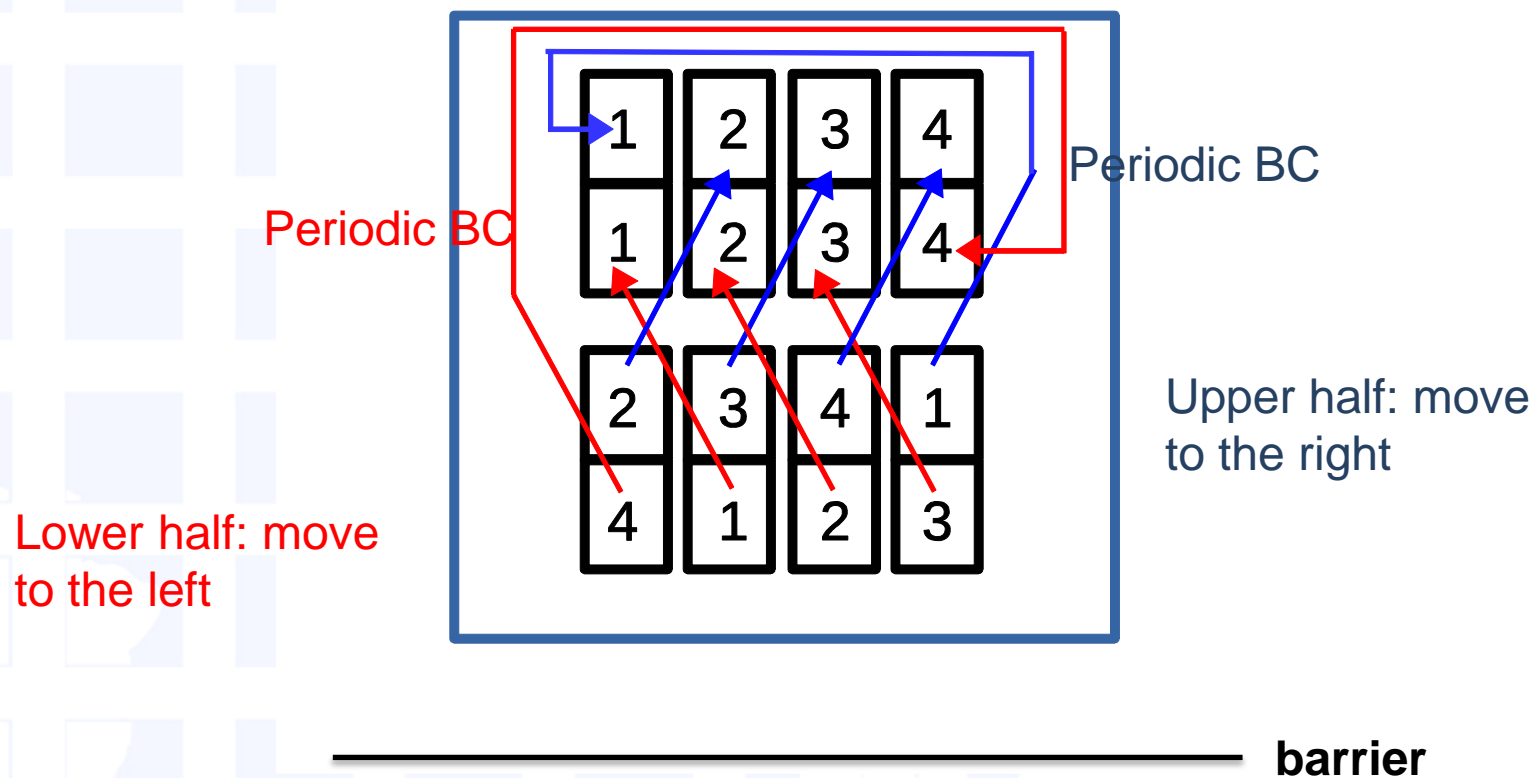 1 2 3 4
Periodic BC
Periodic BC
1 2 3 4
2 3 4 1
Upper half: move
to the right
4 1 2 3
Lower half: move
to the left
barrier